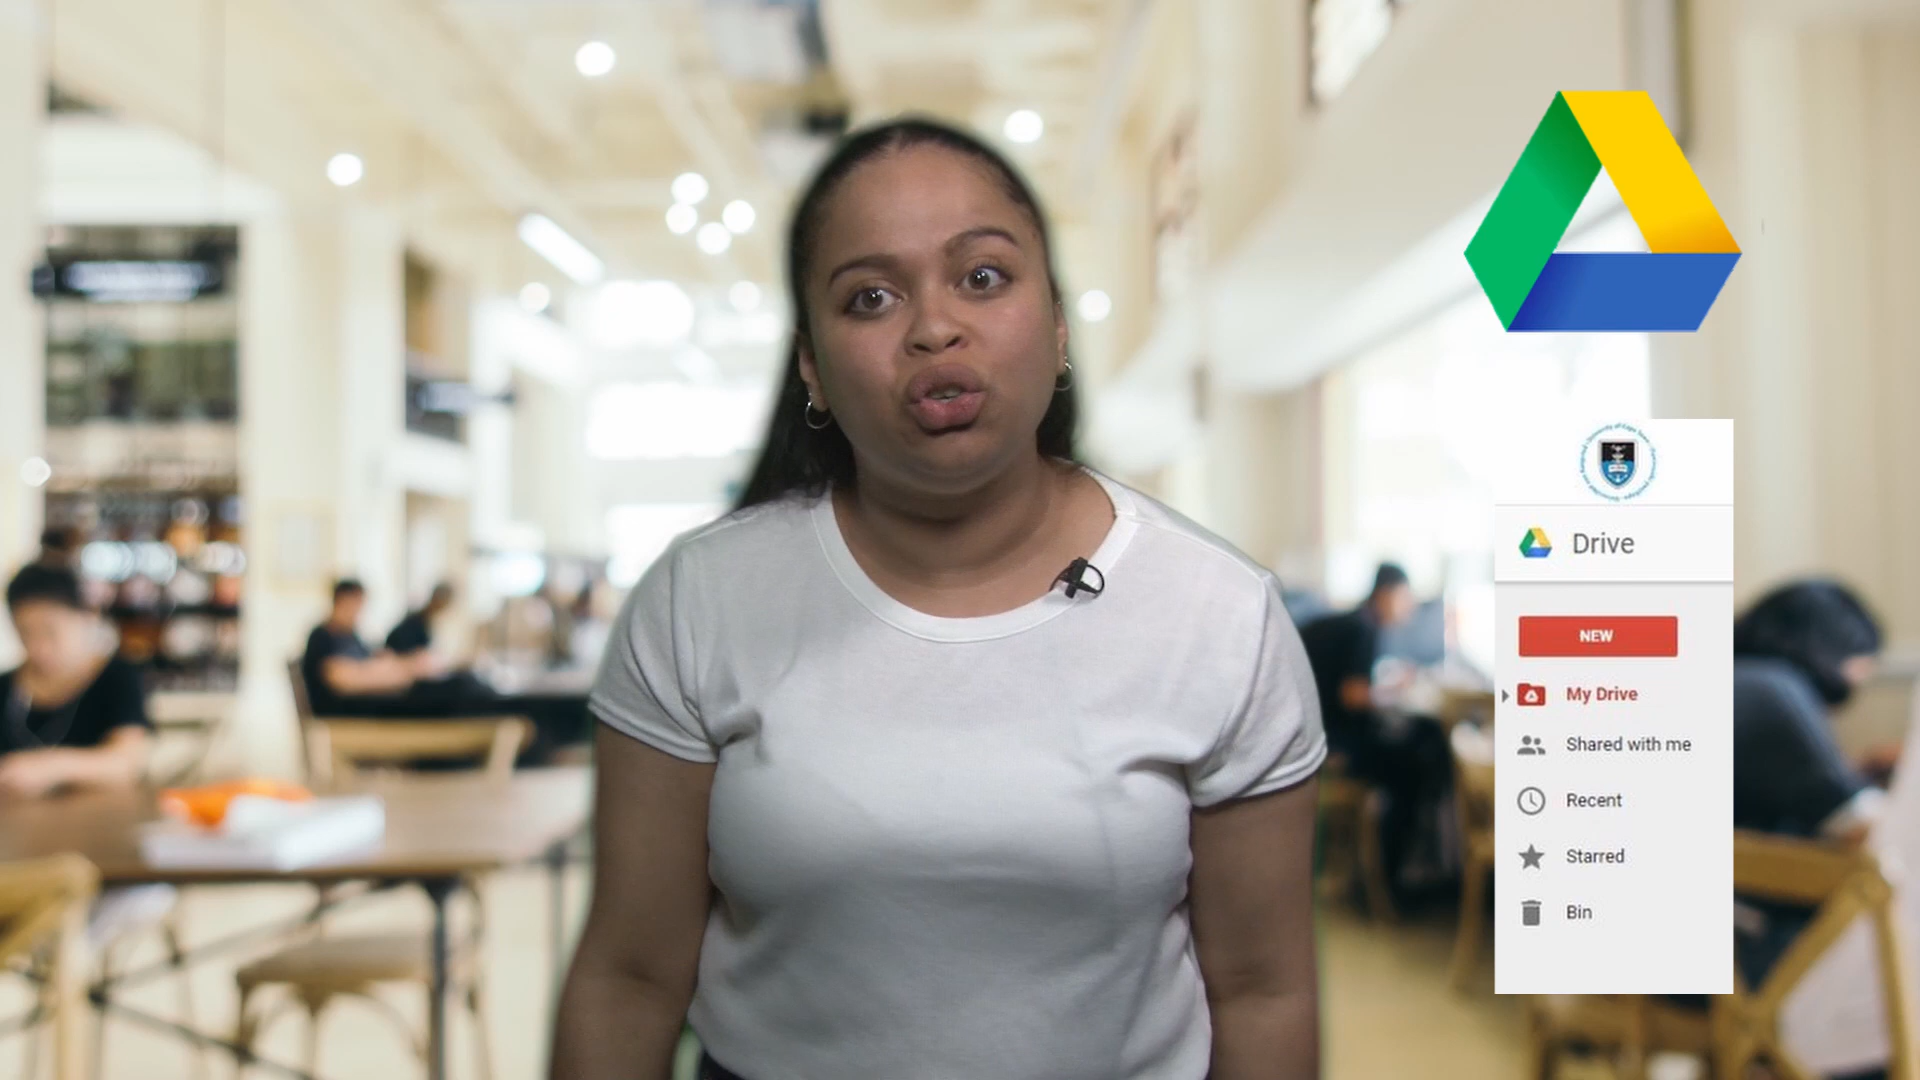 Drive
NEW
My Drive
Shared with me
Recent
Starred
Bin